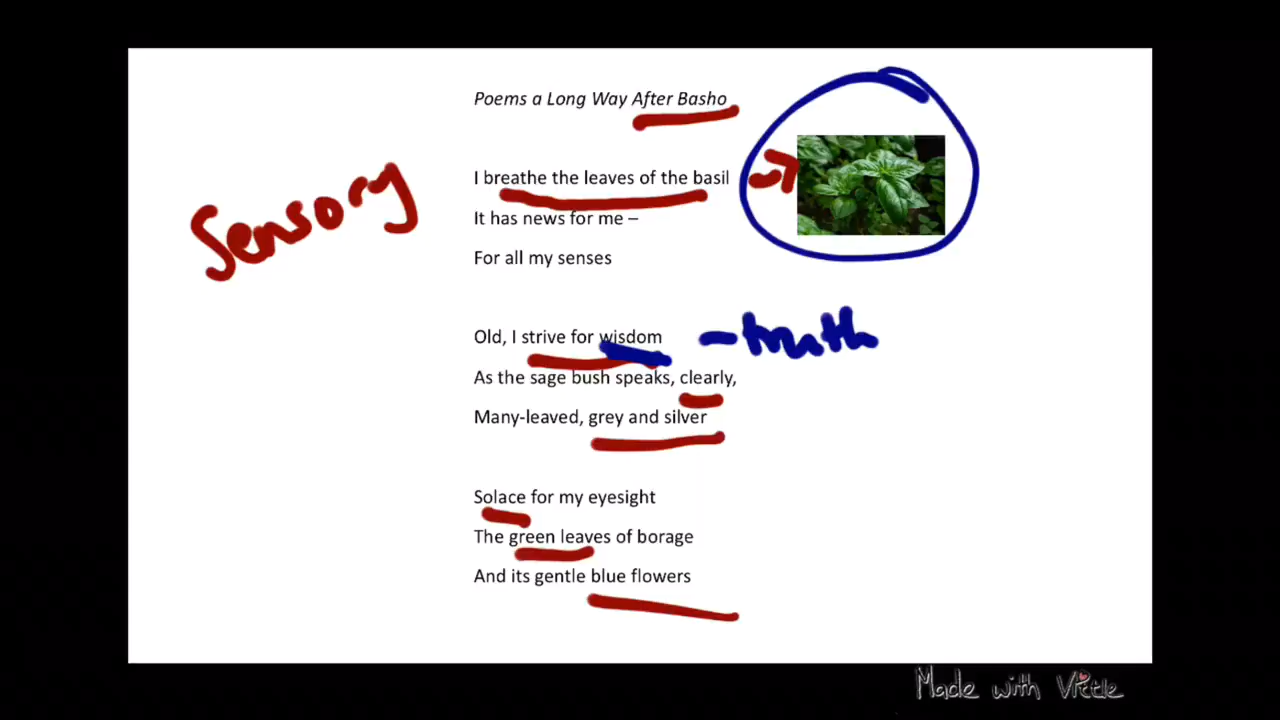 Poems a Long Way After Basho
I breathe the leaves of the basil
It has news for me –
For all my senses
Sensory
Old, I strive for wisdom
– truth
As the sage bush speaks, clearly,
Many-leaved, grey and silver
Solace for my eyesight
The green leaves of borage
And its gentle blue flowers
Made with Vittle